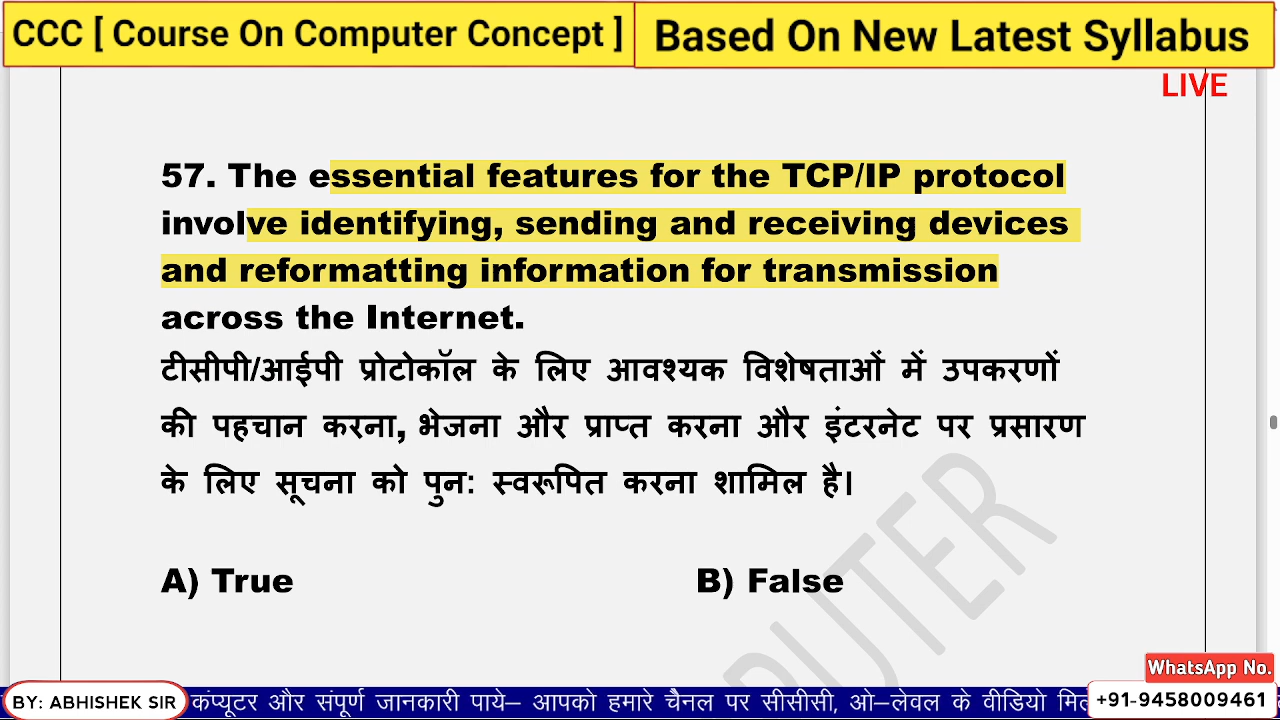 CCC [ Course On Computer Concept ]
Based On New Latest Syllabus
LIVE
57. The essential features for the TCP/IP protocol
involve identifying, sending and receiving devices
and reformatting information for transmission
across the Internet.
टीसीपी/आईपी प्रोटोकॉल के लिए आवश्यक विशेषताओं में उपकरणों
की पहचान करना, भेजना और प्राप्त करना और इंटरनेट पर प्रसारण
के लिए सूचना को पुन: स्वरूपित करना शामिल है।
A) True
B) False
PUTER
WhatsApp No.
BY: ABHISHEK SIR
कंप्यूटर और संपूर्ण जानकारी पाये– आपको हमारे चैनल पर सीसीसी, ओ–लेवल के वीडियो
+91-9458009461